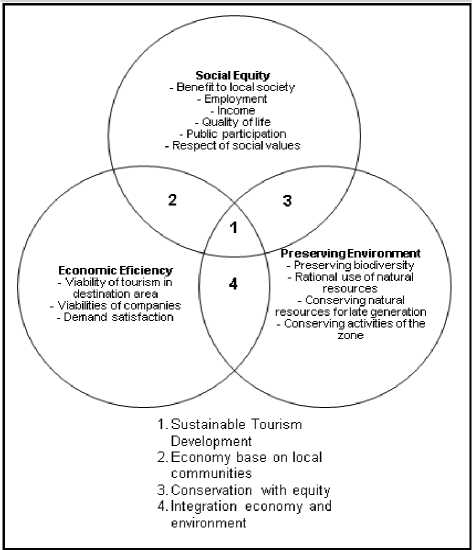 Social Equity
- Benefit to local society
- Employment
- Income
- Quality of life
- Public participation
- Respect of social values
2
3
1
4
Economic Eficiency
- Viability of tourism in
destination area
- Viabilities of companies
- Demand satisfaction
Preserving Environment
- Preserving biodiversity
- Rational use of natural
resources
- Conserving natural
resources for late generation
- Conserving activities of the
zone
1. Sustainable Tourism
Development
2. Economy base on local
communities
3. Conservation with equity
4. Integration economy and
environment